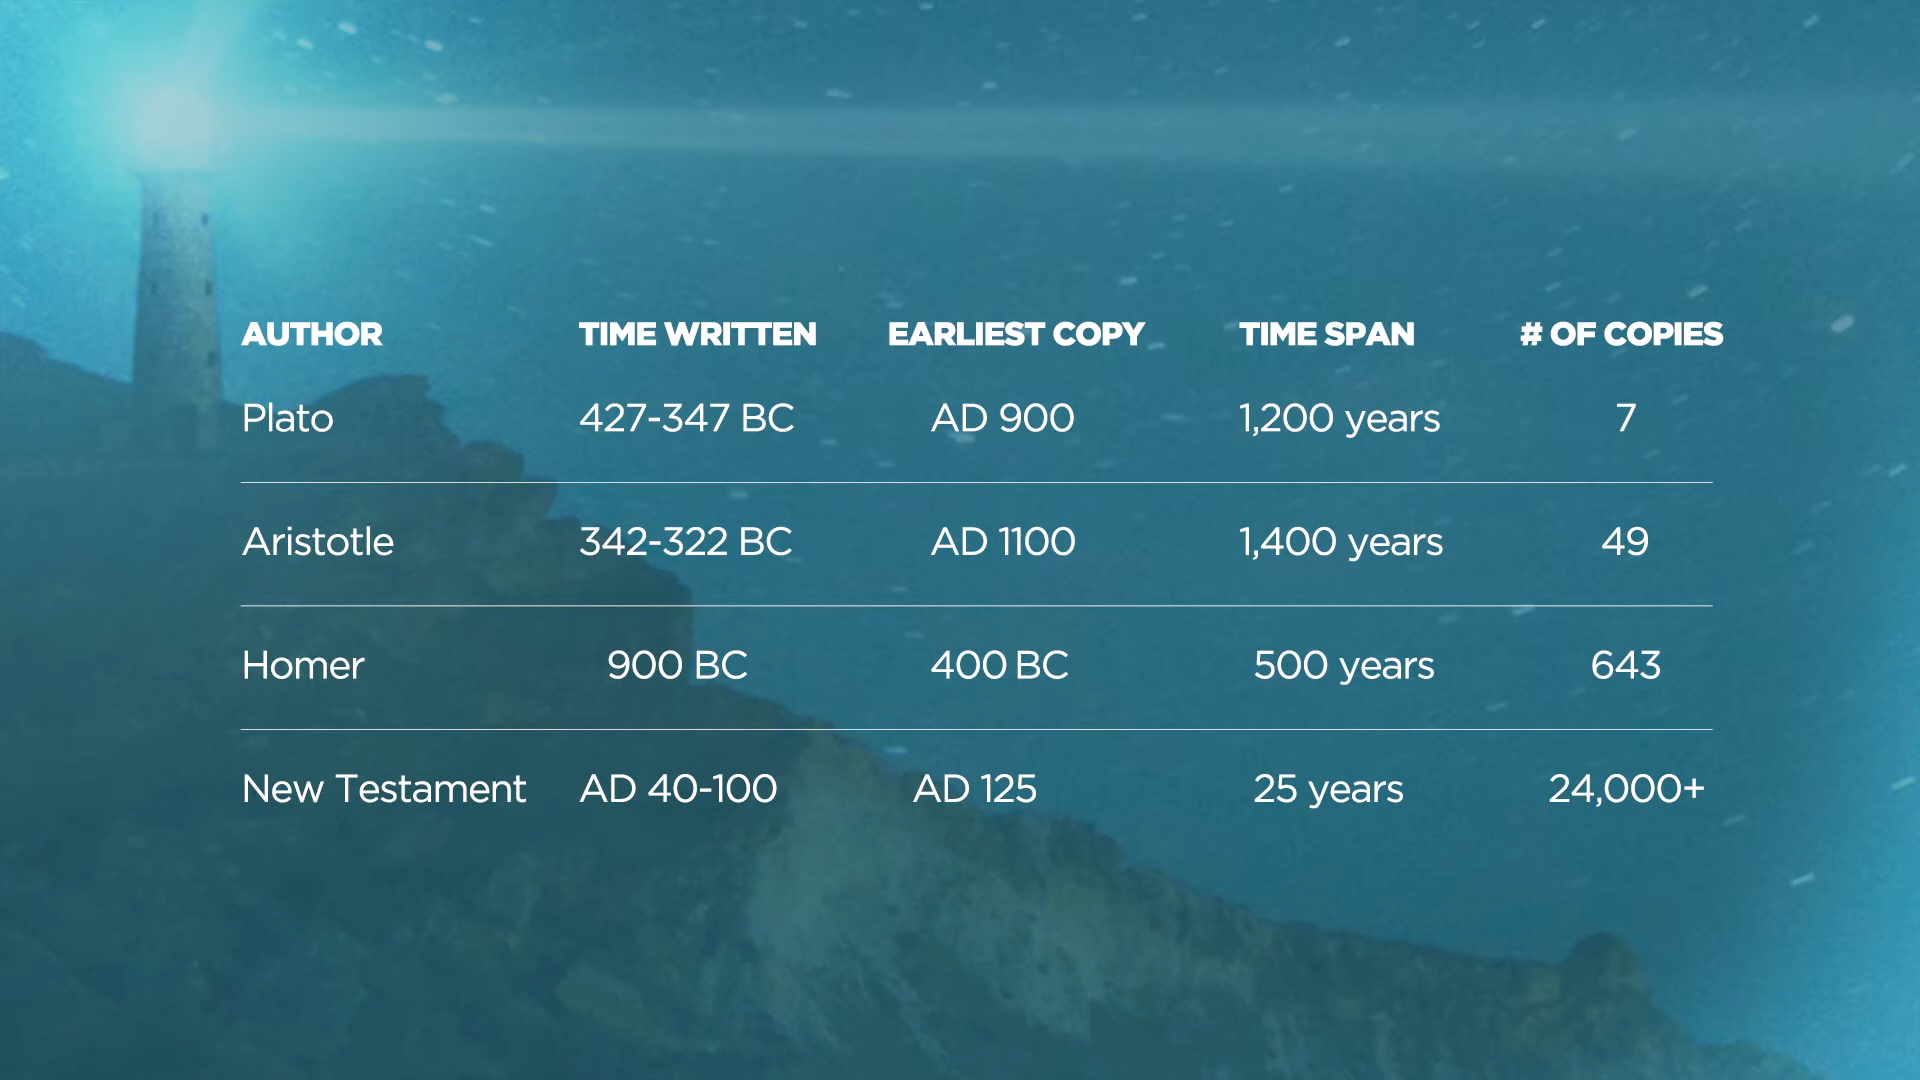 AUTHOR TIME WRITTEN EARLIEST COPY TIME SPAN # OF COPIES
Plato 427-347 BC AD 900 1,200 years 7
Aristotle 342-322 BC AD 1100 1,400 years 49
Homer 900 BC 400 BC 500 years 643
New Testament AD 40-100 AD 125 25 years 24,000+